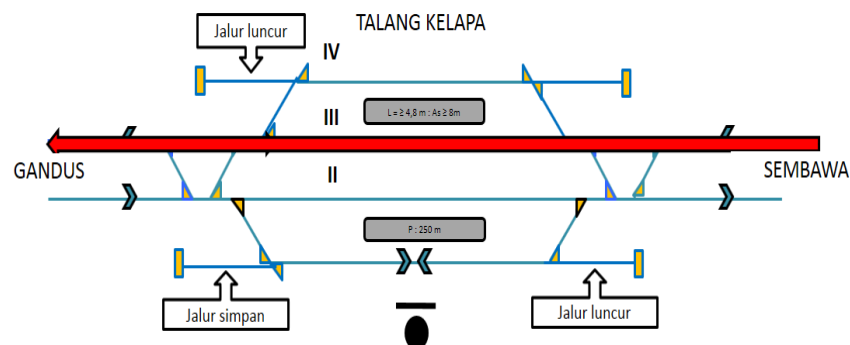 TALANG KELAPA
Jalur luncur
IV
L = ≥ 4,8 m : As ≥ 8m
III
GANDUS
II
SEMBAWA
P : 250 m
Jalur simpan
Jalur luncur